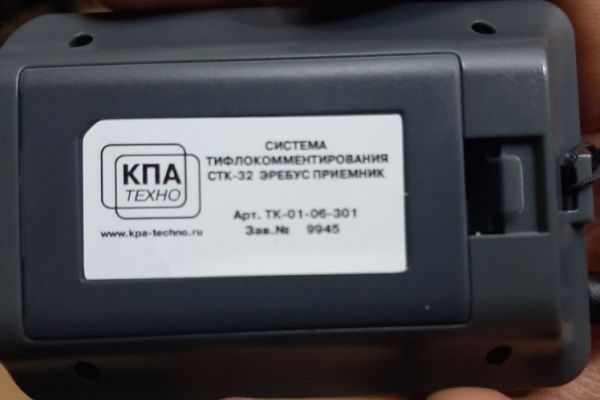 КПА
ТЕХНО
www.kpa-techno.ru
СИСТЕМА
ТИФЛОКОММЕНТИРОВАНИЯ
СТК-32 ЭРЕБУС ПРИЕМНИК
Арт. ТК-01-06-301
Зав.№ 9945